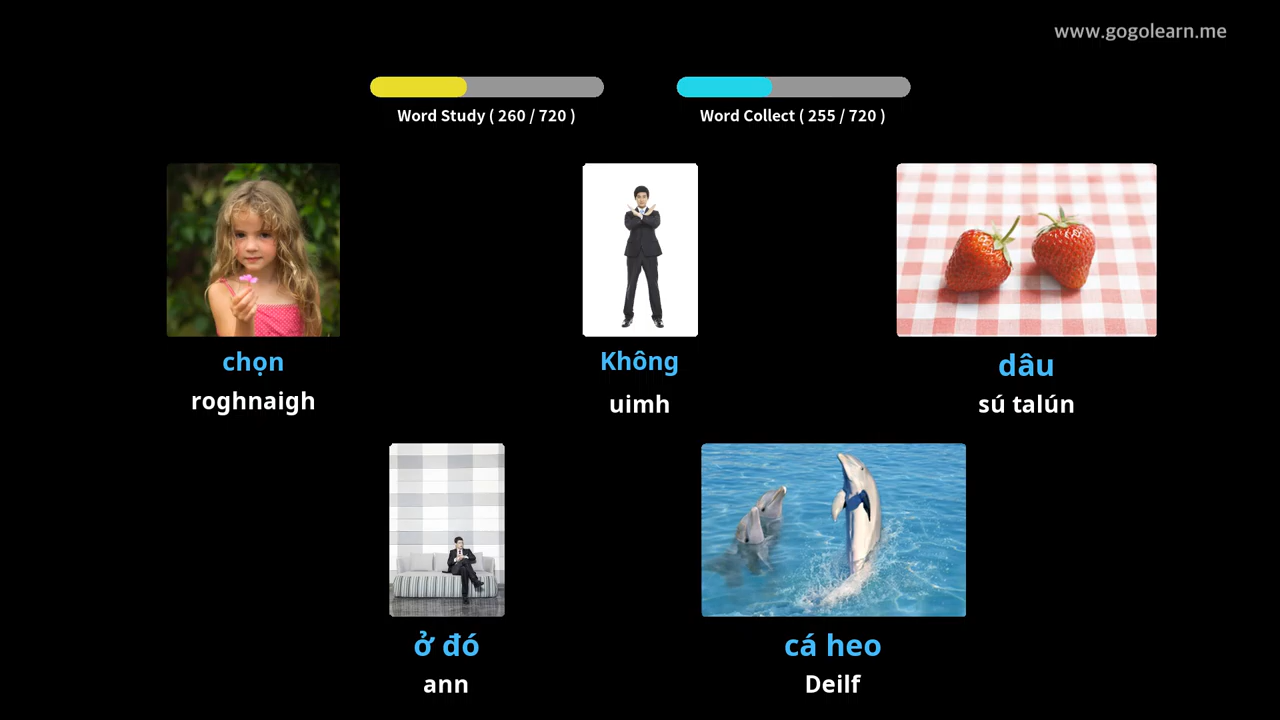 www.gogolearn.me
Word Study ( 260 / 720 )
Word Collect ( 255 / 720 )
chọn
roghnaigh
Không
uimh
dâu
sú talún
ở đó
ann
cá heo
Deilf